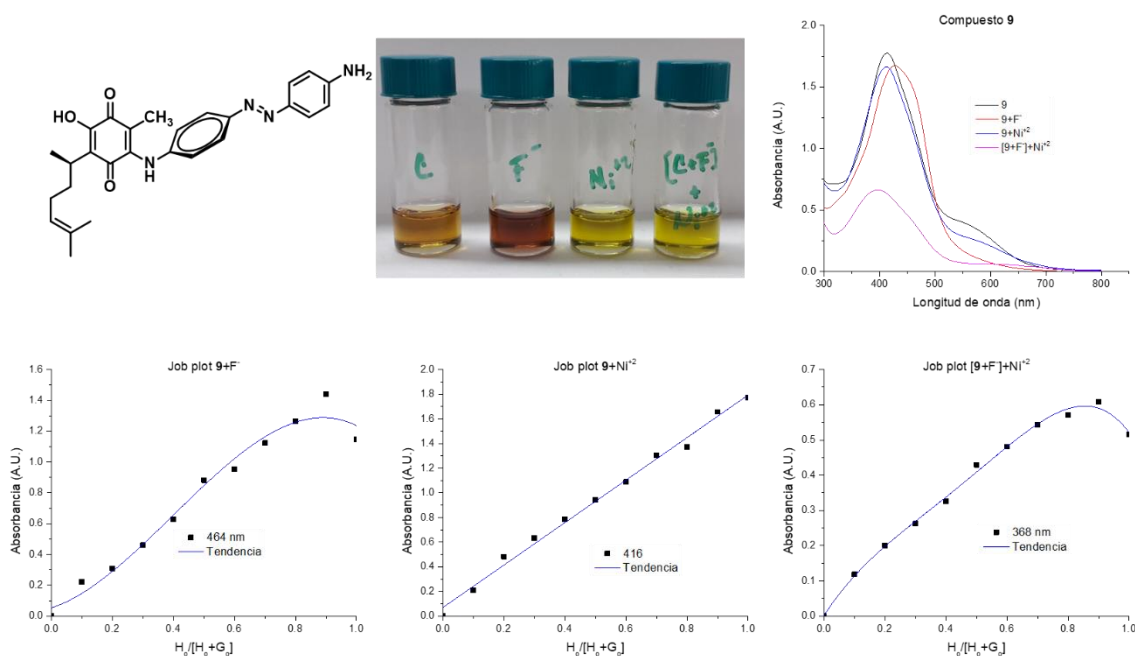 HO
O
O
CH₃
N
H
N
N
NH₂
C
F⁻
Ni⁺²
[C+F⁻]
+
Compuesto 9
Absorbancia (A.U.)
2.0
1.5
1.0
0.5
0.0
9
9+F⁻
9+Ni⁺²
[9+F⁻]+Ni⁺²
300 400 500 600 700 800
Longitud de onda (nm)
Job plot 9+F⁻
Absorbancia (A.U.)
1.6
1.4
1.2
1.0
0.8
0.6
0.4
0.2
0.0
464 nm
Tendencia
0.0 0.2 0.4 0.6 0.8 1.0
H₀/[H₀+G₀]
Job plot 9+Ni⁺²
Absorbancia (A.U.)
2.0
1.8
1.6
1.4
1.2
1.0
0.8
0.6
0.4
0.2
0.0
416
Tendencia
0.0 0.2 0.4 0.6 0.8 1.0
H₀/[H₀+G₀]
Job plot [9+F⁻]+Ni⁺²
Absorbancia (A.U.)
0.7
0.6
0.5
0.4
0.3
0.2
0.1
0.0
368 nm
Tendencia
0.0 0.2 0.4 0.6 0.8 1.0
H₀/[H₀+G₀]